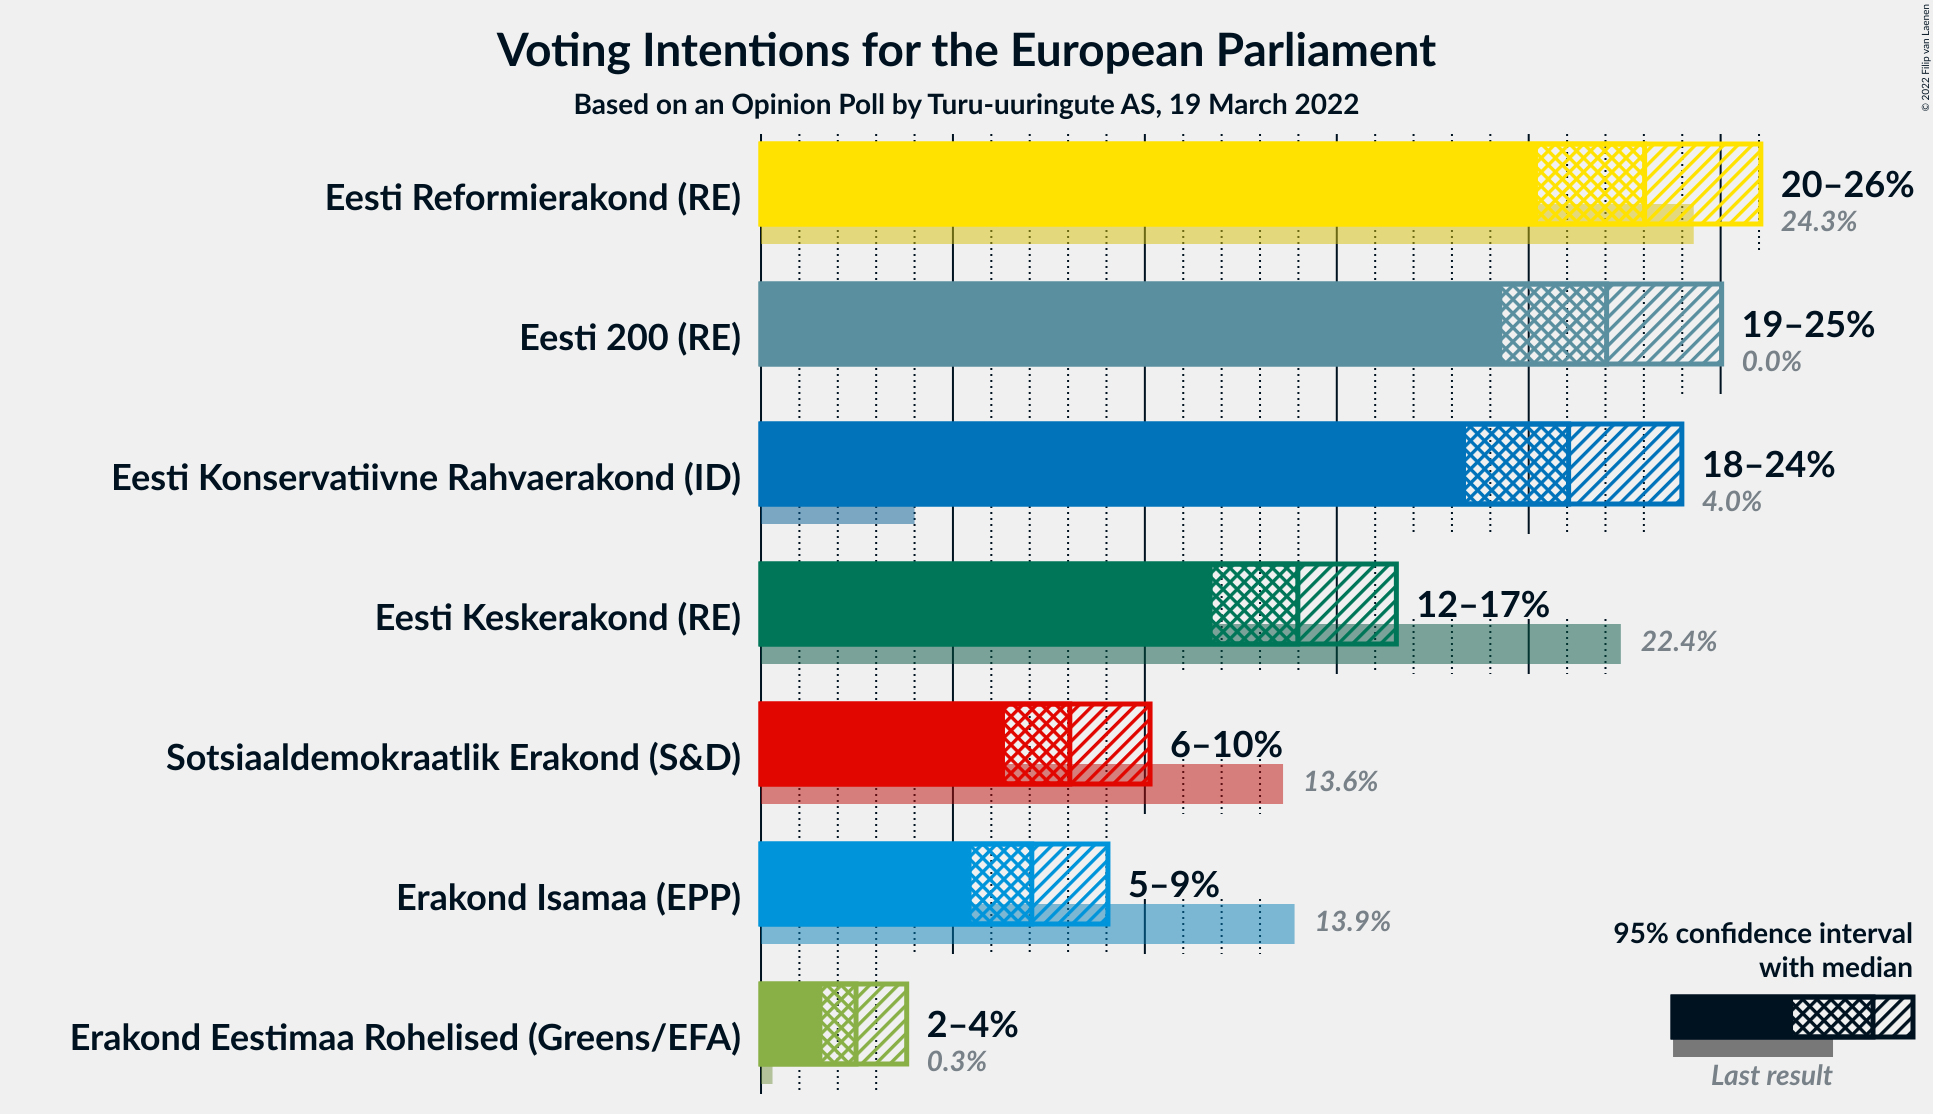 Voting Intentions for the European Parliament
Based on an Opinion Poll by Turu-uuringute AS, 19 March 2022
© 2022 Filip van Laenen
Eesti Reformierakond (RE)
20–26%
24.3%
Eesti 200 (RE)
19–25%
0.0%
Eesti Konservatiivne Rahvaerakond (ID)
18–24%
4.0%
Eesti Keskerakond (RE)
12–17%
22.4%
Sotsiaaldemokraatlik Erakond (S&D)
6–10%
13.6%
Erakond Isamaa (EPP)
5–9%
13.9%
Erakond Eestimaa Rohelised (Greens/EFA)
2–4%
0.3%
95% confidence interval
with median
Last result